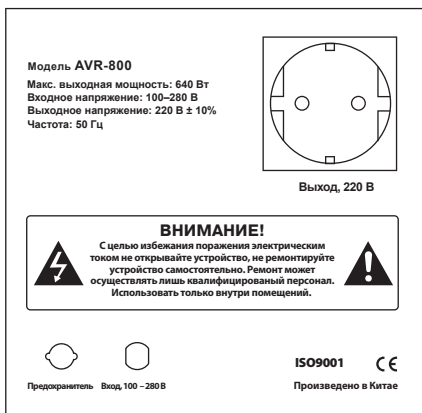 Модель AVR-800
Макс. выходная мощность: 640 Вт
Входное напряжение: 100–280 В
Выходное напряжение: 220 В ± 10%
Частота: 50 Гц
Выход, 220 В
ВНИМАНИЕ!
С целью избежания поражения электрическим
током не открывайте устройство, не ремонтируйте
устройство самостоятельно. Ремонт может
осуществлять лишь квалифицированый персонал.
Использовать только внутри помещений.
Предохранитель Вход, 100 – 280 В
ISO9001 CE
Произведено в Китае